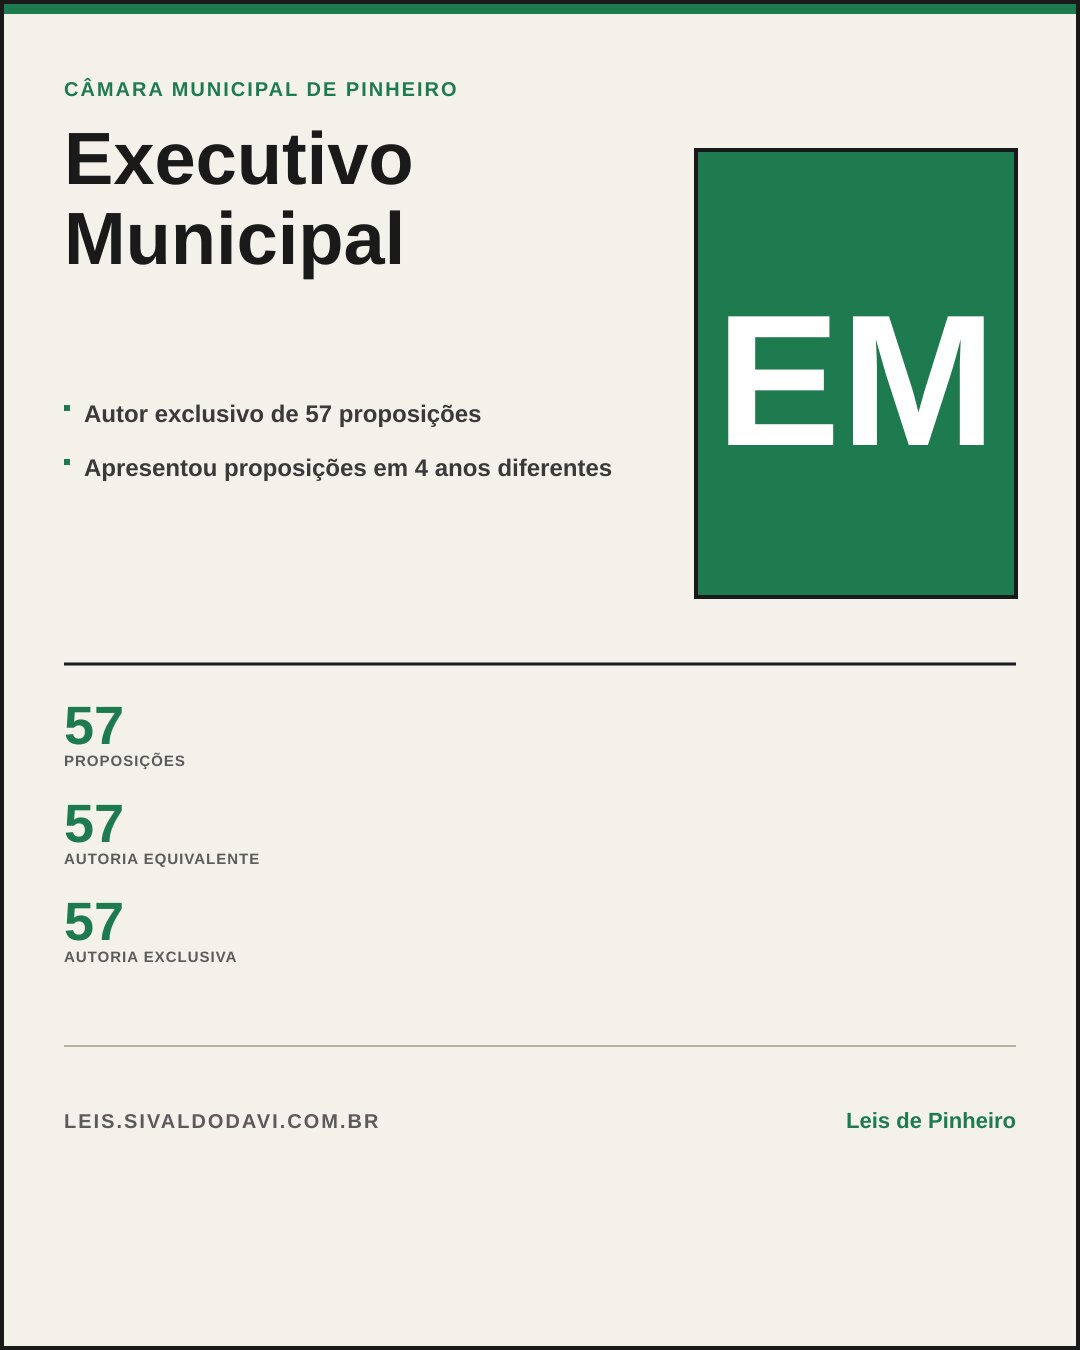 CÂMARA MUNICIPAL DE PINHEIRO
Executivo
Municipal
EM
Autor exclusivo de 57 proposições
Apresentou proposições em 4 anos diferentes
57
PROPOSIÇÕES
57
AUTORIA EQUIVALENTE
57
AUTORIA EXCLUSIVA
LEIS.SIVALDODAVI.COM.BR
Leis de Pinheiro